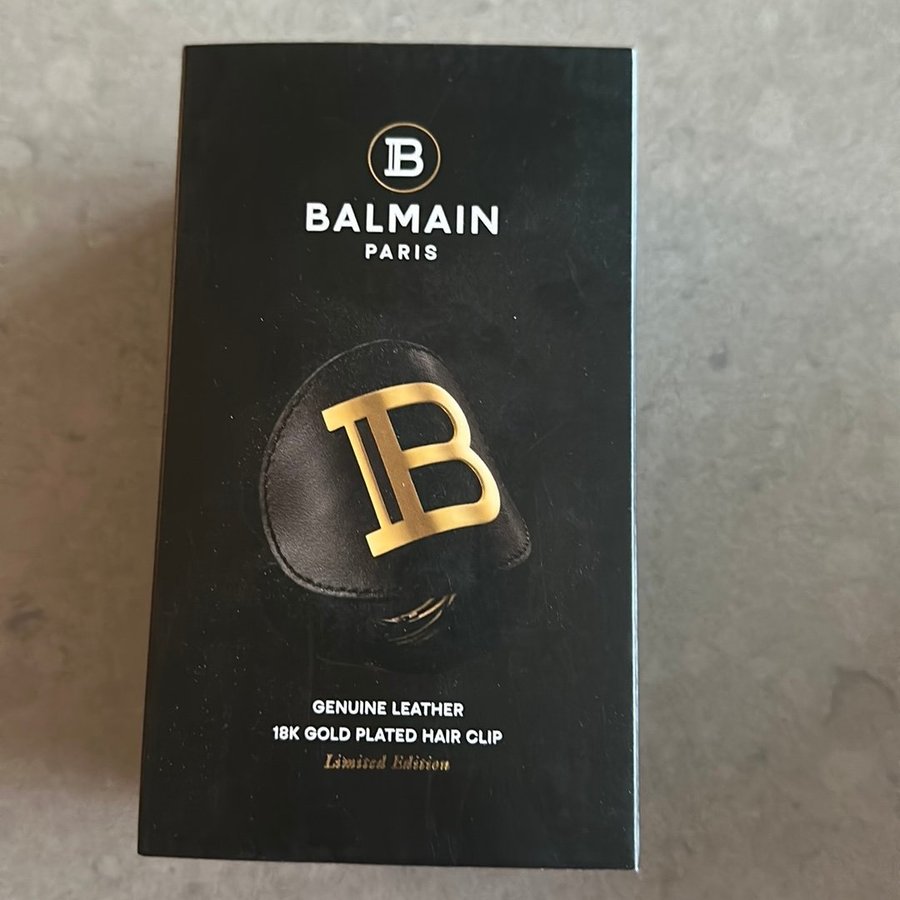 B
BALMAIN
PARIS
B
GENUINE LEATHER
18K GOLD PLATED HAIR CLIP
Limited Edition